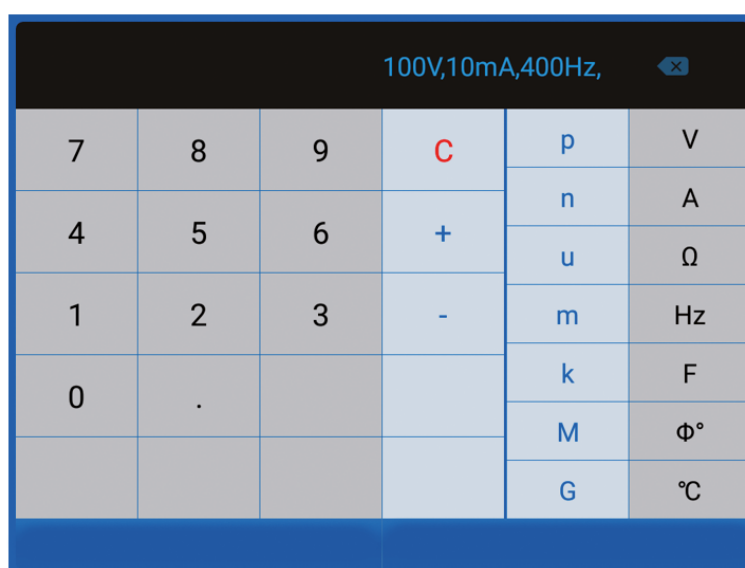 100V,10mA,400Hz,
7 8 9 C p V
n A
4 5 6 + u Ω
1 2 3 - m Hz
0 . k F
M Φ°
G ℃